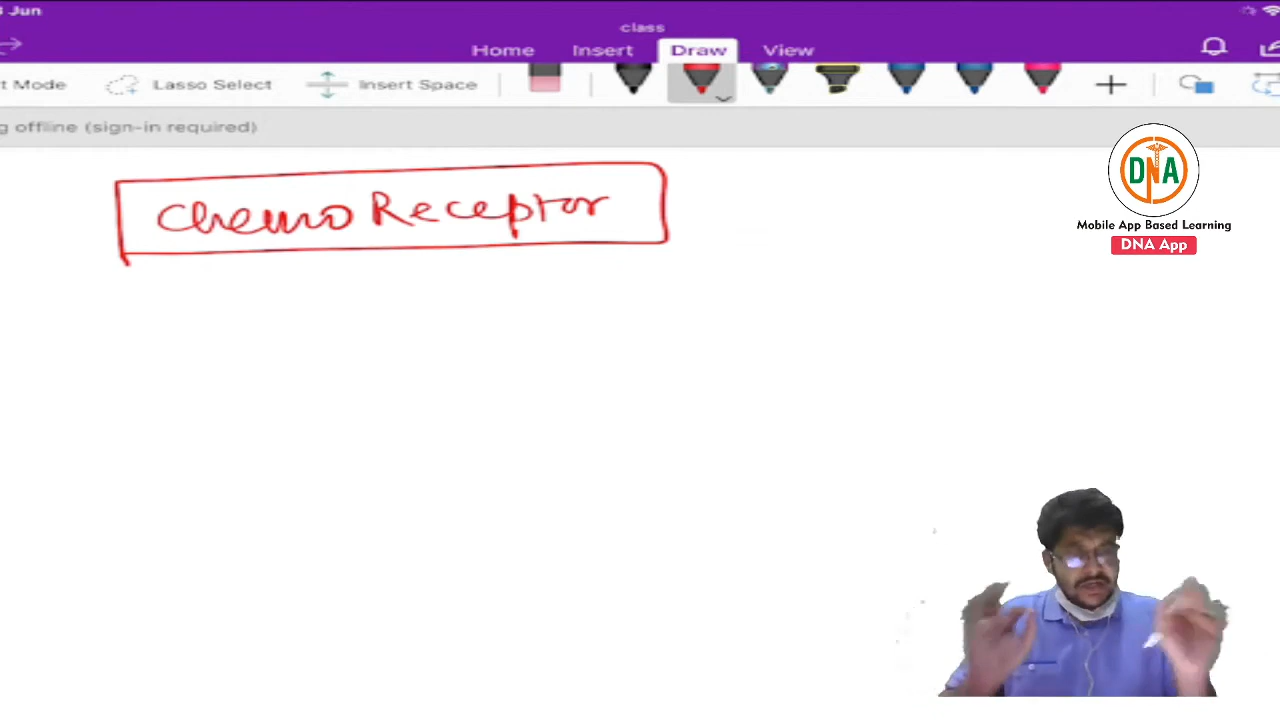 3 Jun
class
Home Insert Draw View
t Mode Lasso Select Insert Space
g offline (sign-in required)
Chemo Receptor
DNA
Mobile App Based Learning
DNA App